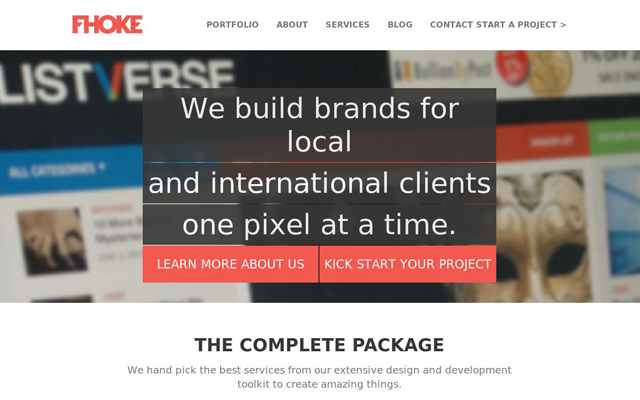 FHOKE
PORTFOLIO ABOUT SERVICES BLOG CONTACT START A PROJECT >
LISTVERSE
BullionByPost
ALL CATEGORIES
We build brands for
local
and international clients
one pixel at a time.
LEARN MORE ABOUT US
KICK START YOUR PROJECT
THE COMPLETE PACKAGE
We hand pick the best services from our extensive design and development
toolkit to create amazing things.